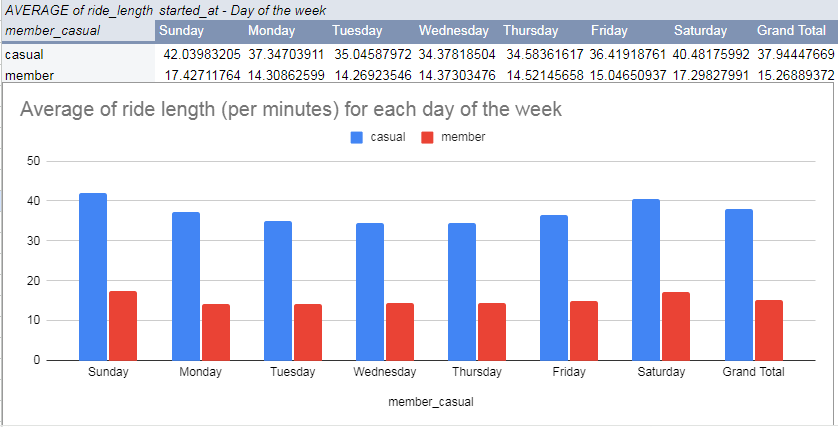 AVERAGE of ride_length started_at - Day of the week
member_casual Sunday Monday Tuesday Wednesday Thursday Friday Saturday Grand Total
casual 42.03983205 37.34703911 35.04587972 34.37818504 34.58361617 36.41918761 40.48175992 37.94447669
member 17.42711764 14.30862599 14.26923546 14.37303476 14.52145658 15.04650937 17.29827991 15.26889372
Average of ride length (per minutes) for each day of the week
casual member
50
40
30
20
10
0
Sunday Monday Tuesday Wednesday Thursday Friday Saturday Grand Total
member_casual